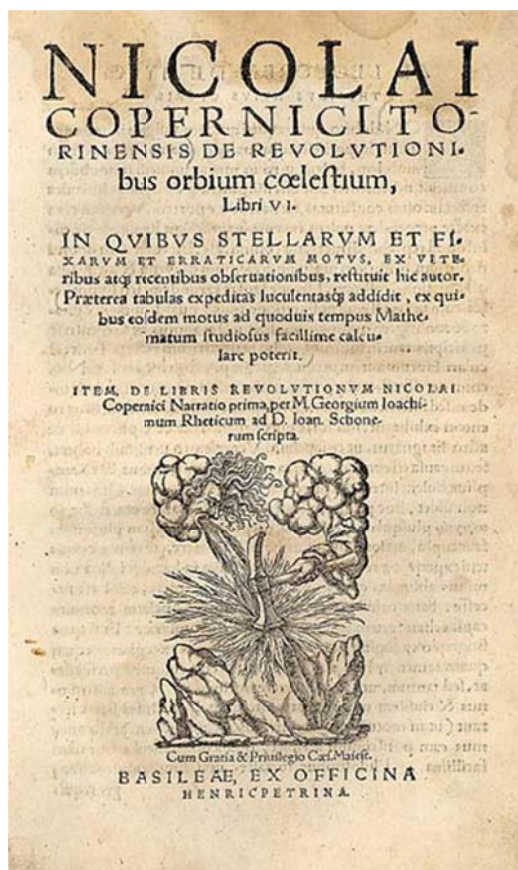 NICOLAI
COPERNICI TO-
RINENSIS DE REVOLVTIONI-
bus orbium cœlestium,
Libri VI.
IN QVIBVS STELLARVM ET FI-
XARVM ET ERRATICARVM MOTVS, EX VETE-
ribus atq; recentibus obseruationibus, restituit hic autor.
(Præterea tabulas expeditas luculentasq; addidit, ex qui-
bus eosdem motus ad quoduis tempus Mathe-
matum studiosus facillime calcu-
lare poterit.)
ITEM, DE LIBRIS REVOLVTIONVM NICOLAI
Copernici Narratio prima, per M. Georgium Ioachi-
mum Rheticum ad D. Ioan. Schone-
rum scripta.
Cum Gratia & Priuilegio Cæs. Maiest.
BASILEAE, EX OFFICINA
HENRICPETRINA.